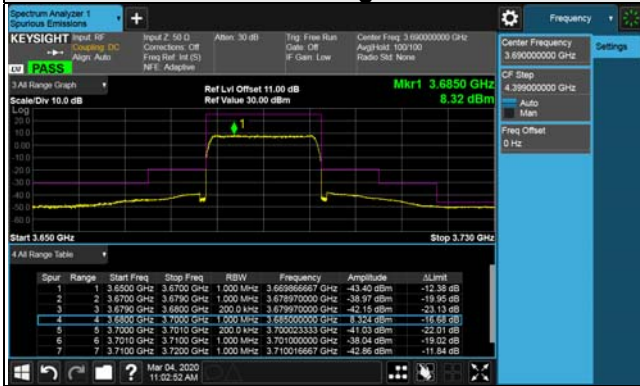 Spectrum Analyzer 1
Spurious Emissions
Frequency
KEYSIGHT Input: RF Input Z: 50 Ω Atten: 30 dB Trig: Free Run Center Freq: 3.690000000 GHz
Coupling: DC Corrections: Off Gate: Off Avg|Hold: 100/100
Align: Auto Freq Ref: Int (S) IF Gain: Low Radio Std: None
NFE: Adaptive
LXI PASS
Center Frequency
3.690000000 GHz
Settings
CF Step
4.399000000 GHz
Auto
Man
Freq Offset
0 Hz
3 All Range Graph
Ref Lvl Offset 11.00 dB Mkr1 3.6850 GHz
Scale/Div 10.0 dB Ref Value 30.00 dBm 8.32 dBm
Log
20.0
10.0
0.00
-10.0
-20.0
-30.0
-40.0
-50.0
-60.0
1
Start 3.650 GHz Stop 3.730 GHz
4 All Range Table
Spur Range Start Freq Stop Freq RBW Frequency Amplitude ΔLimit
1 1 3.6500 GHz 3.6700 GHz 1.000 MHz 3.669866667 GHz -43.40 dBm -12.38 dB
2 2 3.6700 GHz 3.6790 GHz 1.000 MHz 3.678970000 GHz -38.97 dBm -19.95 dB
3 3 3.6790 GHz 3.6800 GHz 200.0 kHz 3.679970000 GHz -42.15 dBm -23.13 dB
4 4 3.6800 GHz 3.7000 GHz 1.000 MHz 3.685000000 GHz 8.324 dBm -16.68 dB
5 5 3.7000 GHz 3.7010 GHz 200.0 kHz 3.700023333 GHz -41.03 dBm -22.01 dB
6 6 3.7010 GHz 3.7100 GHz 1.000 MHz 3.701000000 GHz -38.04 dBm -19.02 dB
7 7 3.7100 GHz 3.7200 GHz 1.000 MHz 3.710016667 GHz -42.86 dBm -11.84 dB
Mar 04, 2020
11:02:52 AM